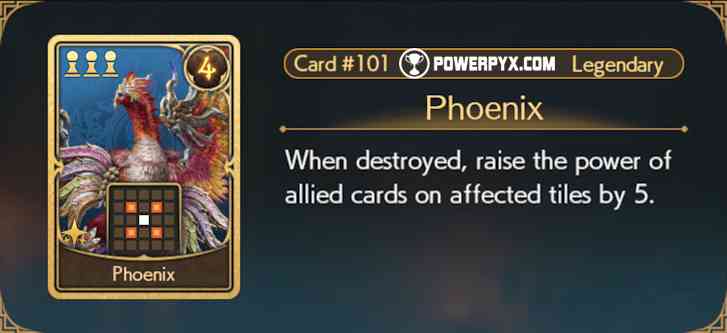 4
Phoenix
Card #101 POWERPYX.COM Legendary
Phoenix
When destroyed, raise the power of
allied cards on affected tiles by 5.